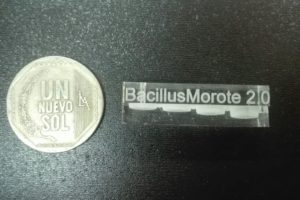 UN
NUEVO
SOL
BacillusMorote 2.0